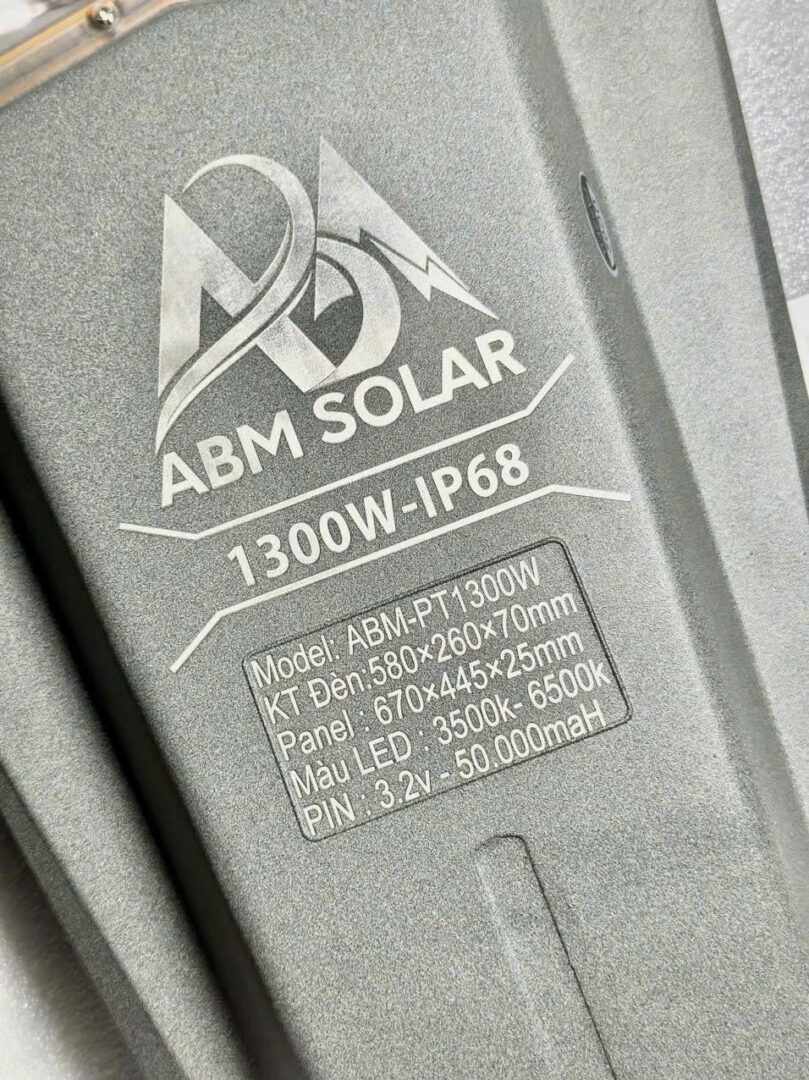 ABM SOLAR
1300W-IP68
Model: ABM-PT1300W
KT Đèn:580×260×70mm
Panel : 670×445×25mm
Màu LED : 3500k- 6500k
PIN : 3.2v - 50.000maH